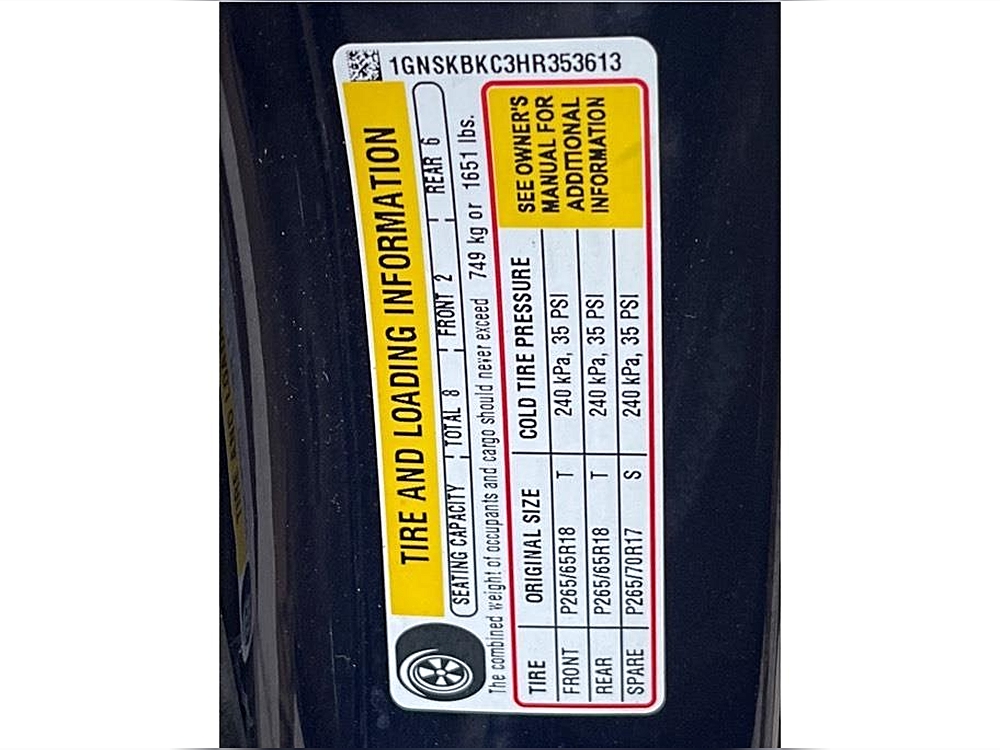 1GNSKBKC3HR353613
TIRE AND LOADING INFORMATION
SEATING CAPACITY TOTAL 8 FRONT 2 REAR 6
The combined weight of occupants and cargo should never exceed 749 kg or 1651 lbs.
TIRE ORIGINAL SIZE COLD TIRE PRESSURE
FRONT P265/65R18 T 240 kPa, 35 PSI
REAR P265/65R18 T 240 kPa, 35 PSI
SPARE P265/70R17 S 240 kPa, 35 PSI
SEE OWNER'S
MANUAL FOR
ADDITIONAL
INFORMATION